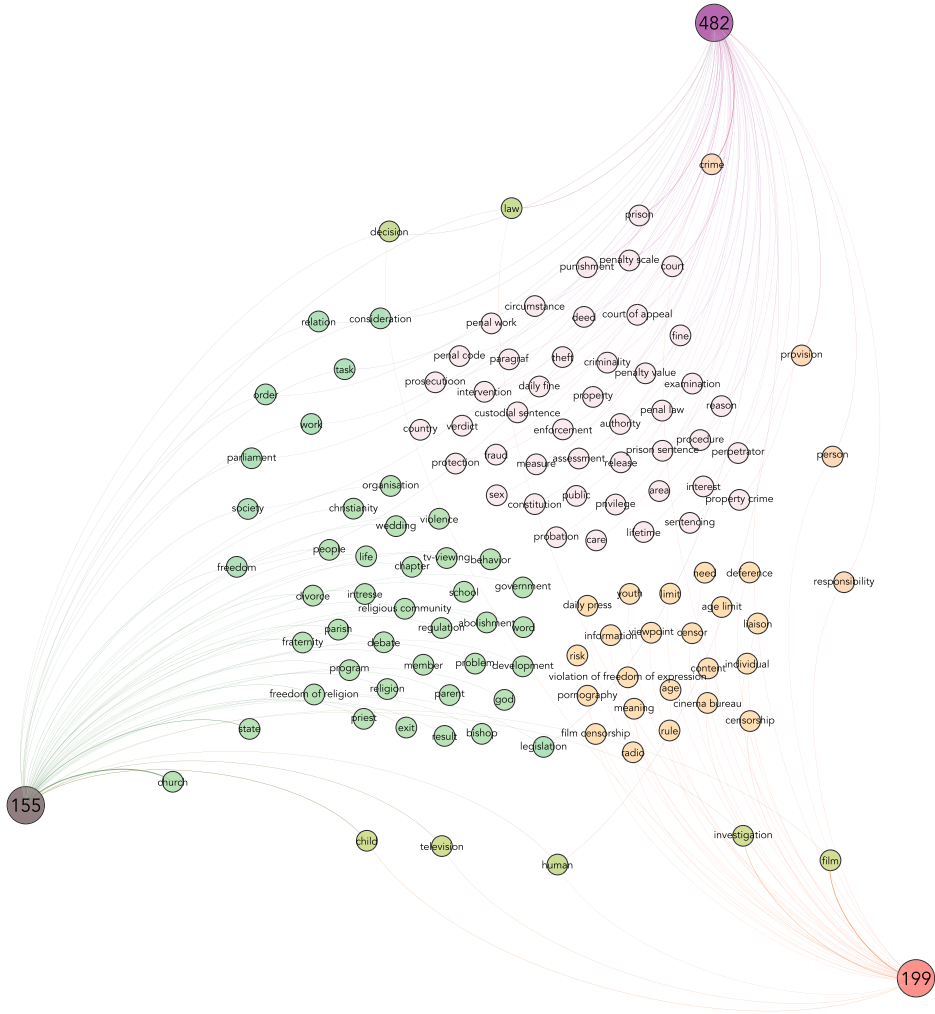 482
crime
law
prison
decision
penalty scale
punishment
court
circumstance
court of appeal
deed
relation
consideration
penal work
fine
penal code
paragraf
theft
criminality
provision
task
penalty value
prosecutioon
intervention
daily fine
examination
order
property
custodial sentence
penal law
reason
work
country
verdict
enforcement
authority
procedure
parliament
protection
fraud
measure
assessment
release
prison sentence
perpetrator
person
organisation
sex
public
area
interest
property crime
society
christianity
constitution
privilege
wedding
violence
sentencing
probation
care
lifetime
people
life
tv-viewing
behavior
freedom
chapter
need
deference
responsibility
divorce
intresse
school
government
youth
limit
religious community
daily press
age limit
parish
regulation
abolishment
word
liaison
fraternity
debate
information
viewpoint
censor
risk
program
member
problem
development
content
individual
violation of freedom of expression
freedom of religion
religion
parent
god
pornography
age
cinema bureau
meaning
priest
censorship
state
exit
result
bishop
film censorship
rule
legislation
radio
church
155
child
television
human
investigation
film
199